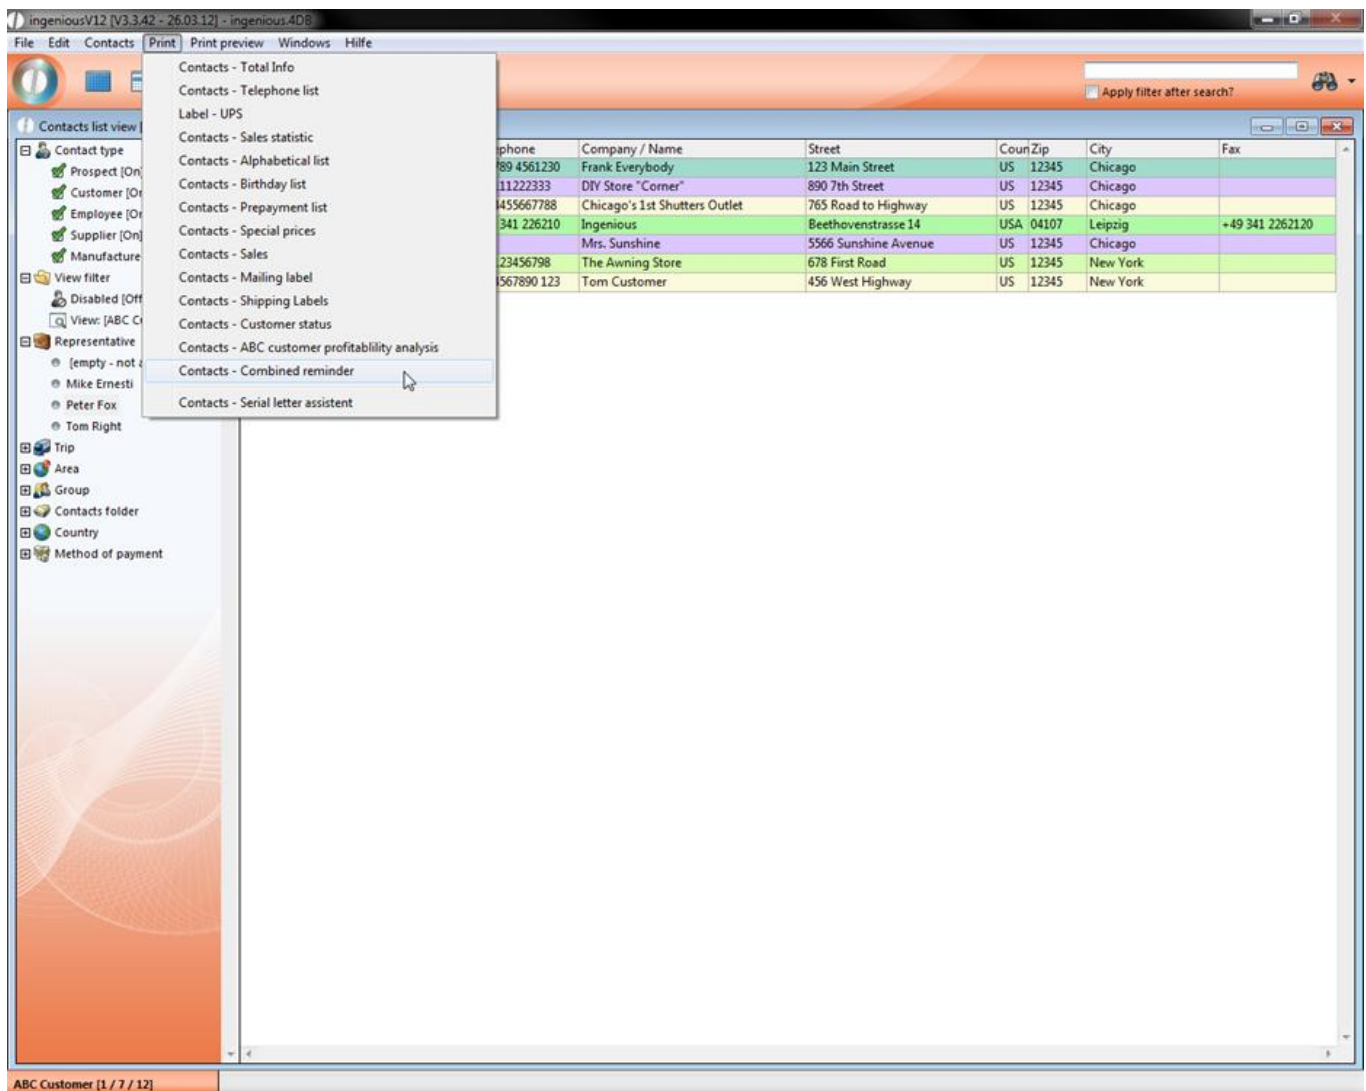 ingeniousV12 [V3.3.42 - 26.03.12] - ingenious.4DB
File Edit Contacts Print Print preview Windows Hilfe
Contacts - Total Info
Contacts - Telephone list
Label - UPS
Contacts - Sales statistic
Contacts - Alphabetical list
Contacts - Birthday list
Contacts - Prepayment list
Contacts - Special prices
Contacts - Sales
Contacts - Mailing label
Contacts - Shipping Labels
Contacts - Customer status
Contacts - ABC customer profitablility analysis
Contacts - Combined reminder
Contacts - Serial letter assistent
Apply filter after search?
Contacts list view [
Contact type
Prospect [On]
Customer [On
Employee [On
Supplier [On]
Manufacture
View filter
Disabled [Off
View: [ABC C
Representative
[empty - not a
Mike Ernesti
Peter Fox
Tom Right
Trip
Area
Group
Contacts folder
Country
Method of payment
phone Company / Name Street Coun Zip City Fax
789 4561230 Frank Everybody 123 Main Street US 12345 Chicago
11222333 DIY Store "Corner" 890 7th Street US 12345 Chicago
4455667788 Chicago's 1st Shutters Outlet 765 Road to Highway US 12345 Chicago
341 226210 Ingenious Beethovenstrasse 14 USA 04107 Leipzig +49 341 2262120
Mrs. Sunshine 5566 Sunshine Avenue US 12345 Chicago
123456798 The Awning Store 678 First Road US 12345 New York
4567890 123 Tom Customer 456 West Highway US 12345 New York
ABC Customer [1 / 7 / 12]